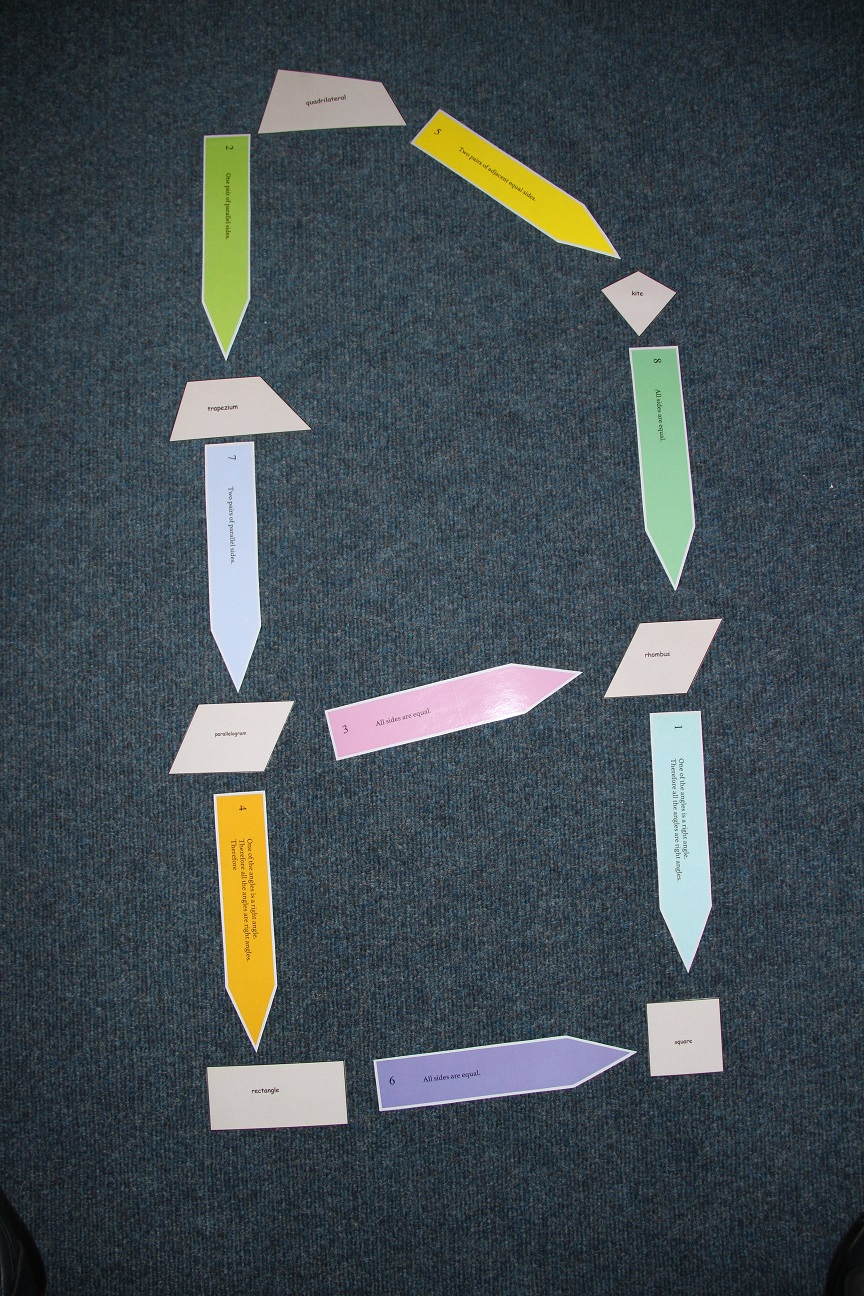 quadrilateral
5
Two pairs of adjacent equal sides.
2
One pair of parallel sides.
kite
8
All sides are equal.
trapezium
7
Two pairs of parallel sides.
rhombus
parallelogram
3
All sides are equal.
1
One of the angles is a right angle.
Therefore all the angles are right angles.
4
One of the angles is a right angle.
Therefore all the angles are right angles.
Therefore
square
rectangle
6
All sides are equal.